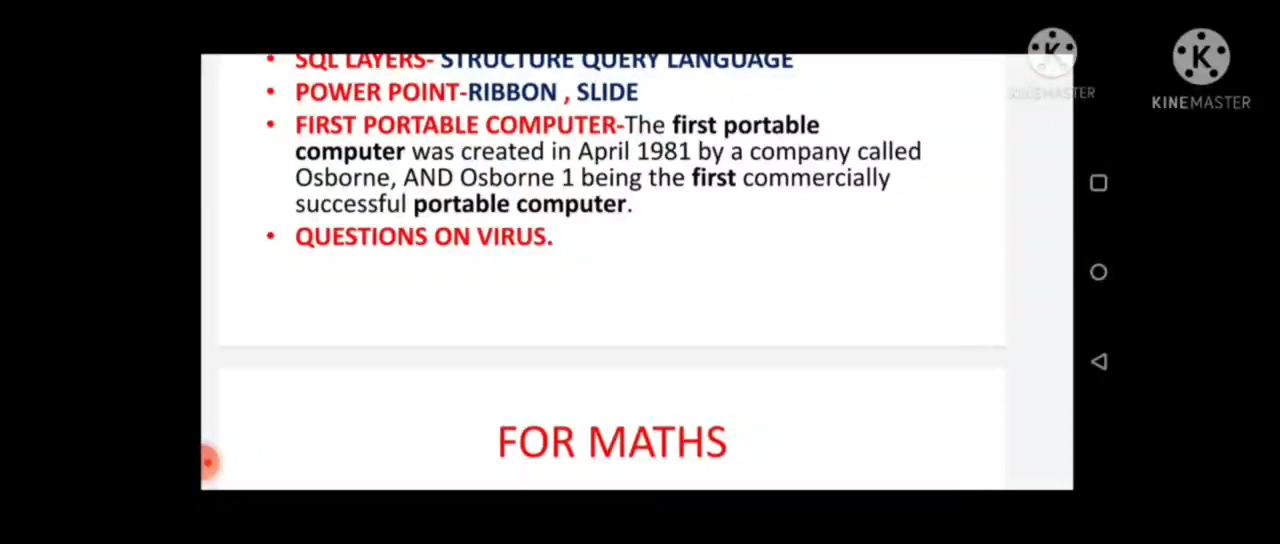 • SQL LAYERS- STRUCTURE QUERY LANGUAGE
• POWER POINT-RIBBON , SLIDE
• FIRST PORTABLE COMPUTER-The first portable
computer was created in April 1981 by a company called
Osborne, AND Osborne 1 being the first commercially
successful portable computer.
• QUESTIONS ON VIRUS.
FOR MATHS
K
KINEMASTER
K
KINEMASTER